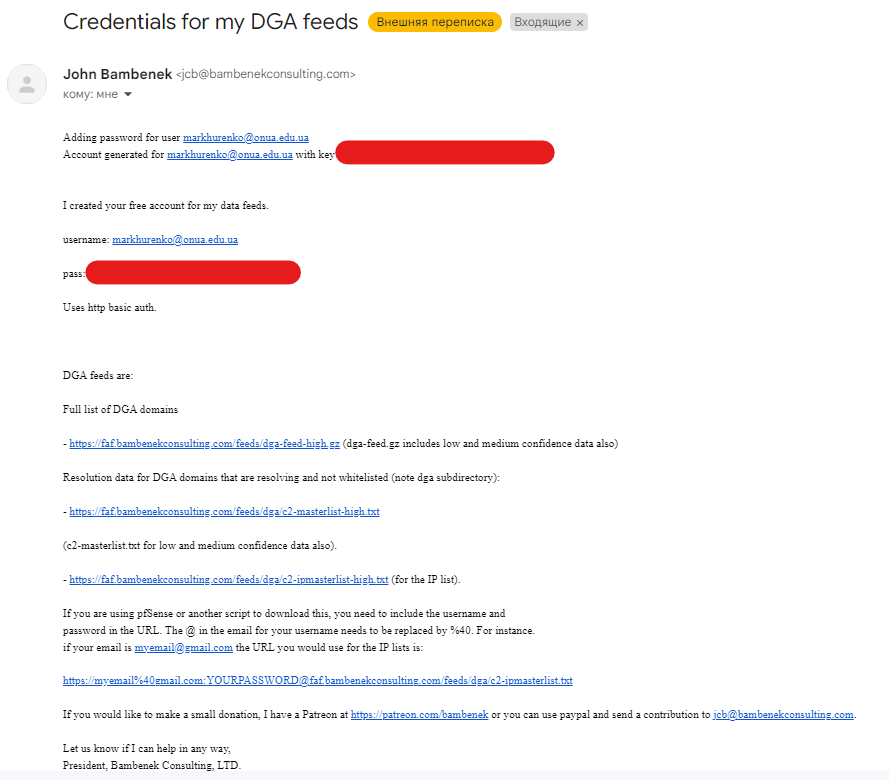 Credentials for my DGA feeds Внешняя переписка Входящие ×
John Bambenek <jcb@bambenekconsulting.com>
кому: мне
Adding password for user markhurenko@onua.edu.ua
Account generated for markhurenko@onua.edu.ua with key
I created your free account for my data feeds.
username: markhurenko@onua.edu.ua
pass:
Uses http basic auth.
DGA feeds are:
Full list of DGA domains
- https://faf.bambenekconsulting.com/feeds/dga-feed-high.gz (dga-feed.gz includes low and medium confidence data also)
Resolution data for DGA domains that are resolving and not whitelisted (note dga subdirectory):
- https://faf.bambenekconsulting.com/feeds/dga/c2-masterlist-high.txt
(c2-masterlist.txt for low and medium confidence data also).
- https://faf.bambenekconsulting.com/feeds/dga/c2-ipmasterlist-high.txt (for the IP list).
If you are using pfSense or another script to download this, you need to include the username and
password in the URL. The @ in the email for your username needs to be replaced by %40. For instance.
if your email is myemail@gmail.com the URL you would use for the IP lists is:
https://myemail%40gmail.com:YOURPASSWORD@faf.bambenekconsulting.com/feeds/dga/c2-ipmasterlist.txt
If you would like to make a small donation, I have a Patreon at https://patreon.com/bambenek or you can use paypal and send a contribution to jcb@bambenekconsulting.com.
Let us know if I can help in any way,
President, Bambenek Consulting, LTD.